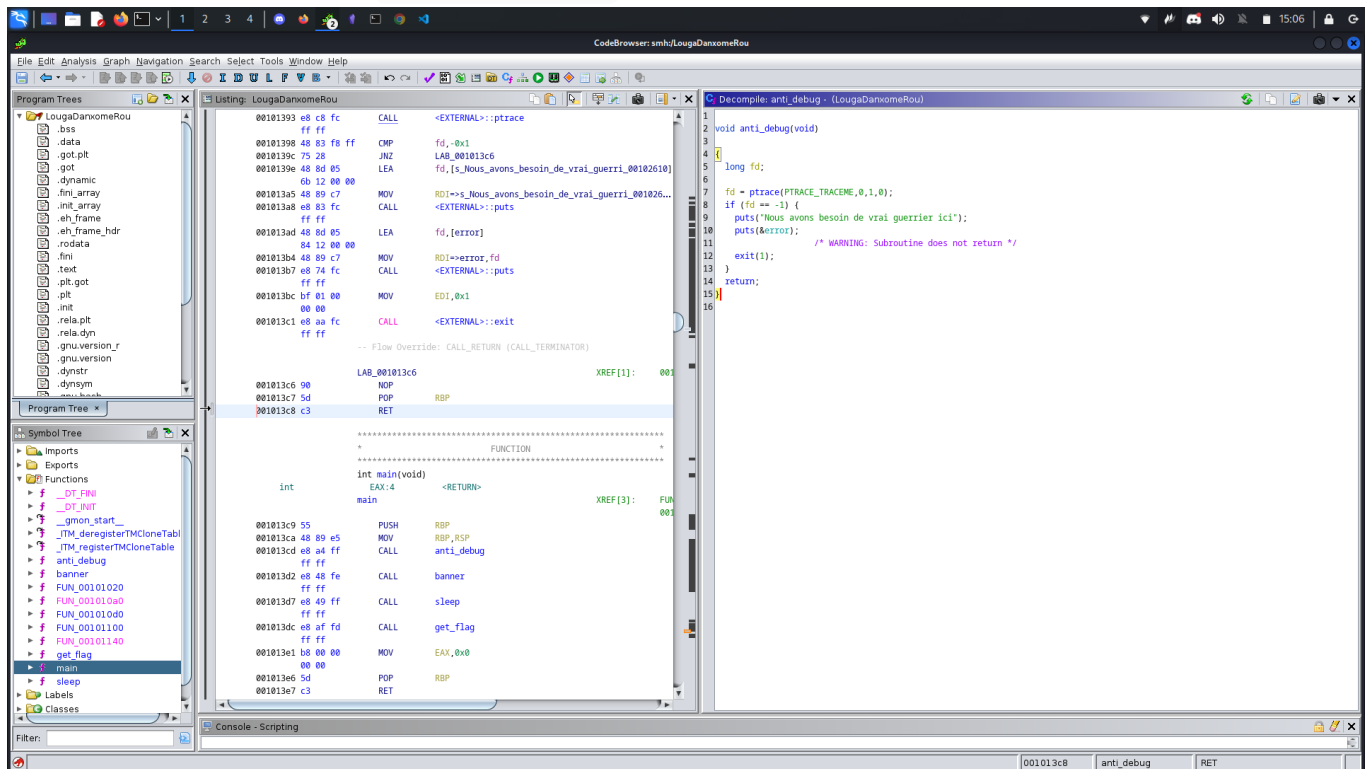 1 2 3 4 2 15:06
CodeBrowser: smh:/LougaDanxomeRou
File Edit Analysis Graph Navigation Search Select Tools Window Help
I D U L F V B
Program Trees
LougaDanxomeRou
.bss
.data
.got.plt
.got
.dynamic
.fini_array
.init_array
.eh_frame
.eh_frame_hdr
.rodata
.fini
.text
.plt.got
.plt
.init
.rela.plt
.rela.dyn
.gnu.version_r
.gnu.version
.dynstr
.dynsym
.gnu.hash
Program Tree ×
Symbol Tree
Imports
Exports
Functions
f __DT_FINI
f __DT_INIT
f __gmon_start__
f _ITM_deregisterTMCloneTabl
f _ITM_registerTMCloneTable
f anti_debug
f banner
f FUN_00101020
f FUN_001010a0
f FUN_001010d0
f FUN_00101100
f FUN_00101140
f get_flag
f main
f sleep
Labels
Classes
Filter:
Listing: LougaDanxomeRou
00101393 e8 c8 fc CALL <EXTERNAL>::ptrace
ff ff
00101398 48 83 f8 ff CMP fd,-0x1
0010139c 75 28 JNZ LAB_001013c6
0010139e 48 8d 05 LEA fd,[s_Nous_avons_besoin_de_vrai_guerri_00102610]
6b 12 00 00
001013a5 48 89 c7 MOV RDI=>s_Nous_avons_besoin_de_vrai_guerri_001026...
001013a8 e8 83 fc CALL <EXTERNAL>::puts
ff ff
001013ad 48 8d 05 LEA fd,[error]
84 12 00 00
001013b4 48 89 c7 MOV RDI=>error,fd
001013b7 e8 74 fc CALL <EXTERNAL>::puts
ff ff
001013bc bf 01 00 MOV EDI,0x1
00 00
001013c1 e8 aa fc CALL <EXTERNAL>::exit
ff ff
-- Flow Override: CALL_RETURN (CALL_TERMINATOR)
LAB_001013c6 XREF[1]: 001
001013c6 90 NOP
001013c7 5d POP RBP
001013c8 c3 RET
************************************************************
* FUNCTION *
************************************************************
int main(void)
int EAX:4 <RETURN>
main XREF[3]: FUN
001
001013c9 55 PUSH RBP
001013ca 48 89 e5 MOV RBP,RSP
001013cd e8 a4 ff CALL anti_debug
ff ff
001013d2 e8 48 fe CALL banner
ff ff
001013d7 e8 49 ff CALL sleep
ff ff
001013dc e8 af fd CALL get_flag
ff ff
001013e1 b8 00 00 MOV EAX,0x0
00 00
001013e6 5d POP RBP
001013e7 c3 RET
Decompile: anti_debug - (LougaDanxomeRou)
1
2 void anti_debug(void)
3
4 {
5 long fd;
6
7 fd = ptrace(PTRACE_TRACEME,0,1,0);
8 if (fd == -1) {
9 puts("Nous avons besoin de vrai guerrier ici");
10 puts(&error);
11 /* WARNING: Subroutine does not return */
12 exit(1);
13 }
14 return;
15 }
16
Console - Scripting
001013c8 anti_debug RET